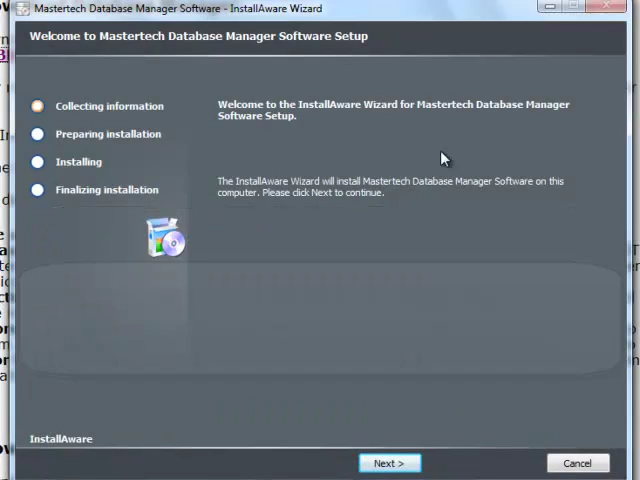 Mastertech Database Manager Software - InstallAware Wizard
Welcome to Mastertech Database Manager Software Setup
Collecting information
Preparing installation
Installing
Finalizing installation
Welcome to the InstallAware Wizard for Mastertech Database Manager
Software Setup.
The InstallAware Wizard will install Mastertech Database Manager Software on this
computer. Please click Next to continue.
InstallAware
Next >
Cancel